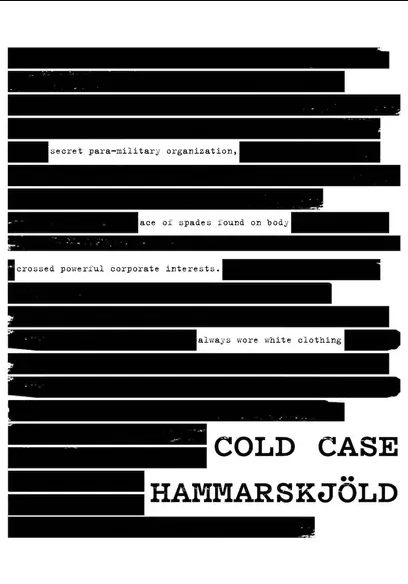 secret para-military organization,
ace of spades found on body
crossed powerful corporate interests.
always wore white clothing
COLD CASE
HAMMARSKJÖLD